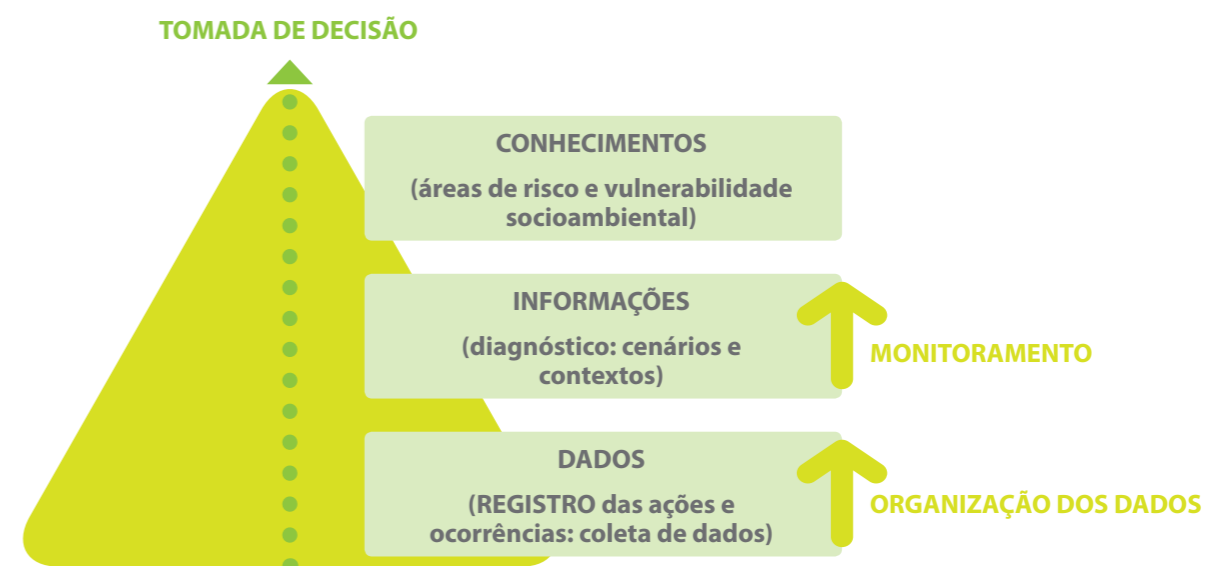 TOMADA DE DECISÃO
CONHECIMENTOS
(áreas de risco e vulnerabilidade
socioambiental)
INFORMAÇÕES
(diagnóstico: cenários e
contextos)
MONITORAMENTO
DADOS
(REGISTRO das ações e
ocorrências: coleta de dados)
ORGANIZAÇÃO DOS DADOS